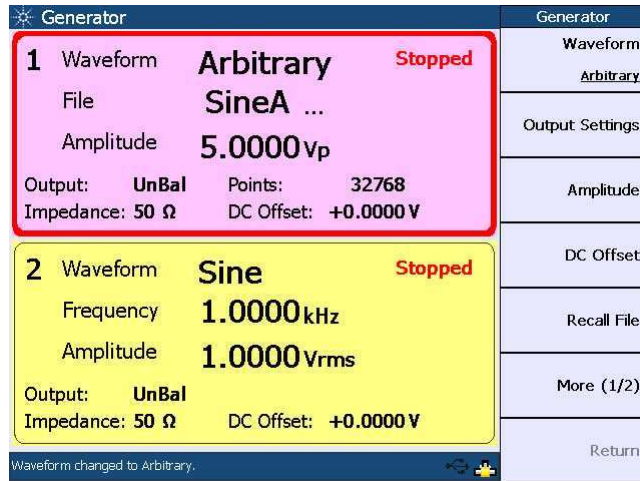 Generator
1 Waveform Arbitrary Stopped
File SineA ...
Amplitude 5.0000 Vp
Output: UnBal Points: 32768
Impedance: 50 Ω DC Offset: +0.0000 V
2 Waveform Sine Stopped
Frequency 1.0000 kHz
Amplitude 1.0000 Vrms
Output: UnBal
Impedance: 50 Ω DC Offset: +0.0000 V
Waveform changed to Arbitrary.
Generator
Waveform
Arbitrary
Output Settings
Amplitude
DC Offset
Recall File
More (1/2)
Return